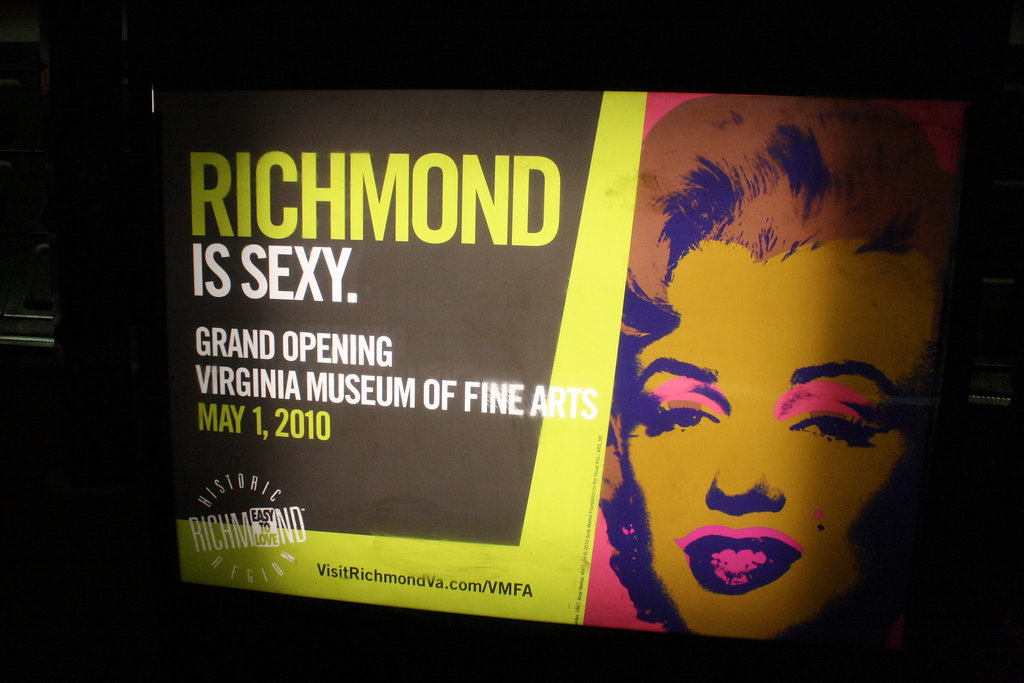 RICHMOND
IS SEXY.
GRAND OPENING
VIRGINIA MUSEUM OF FINE ARTS
MAY 1, 2010
HISTORIC
RICHMOND
EASY
TO
LOVE
REGION
VisitRichmondVa.com/VMFA